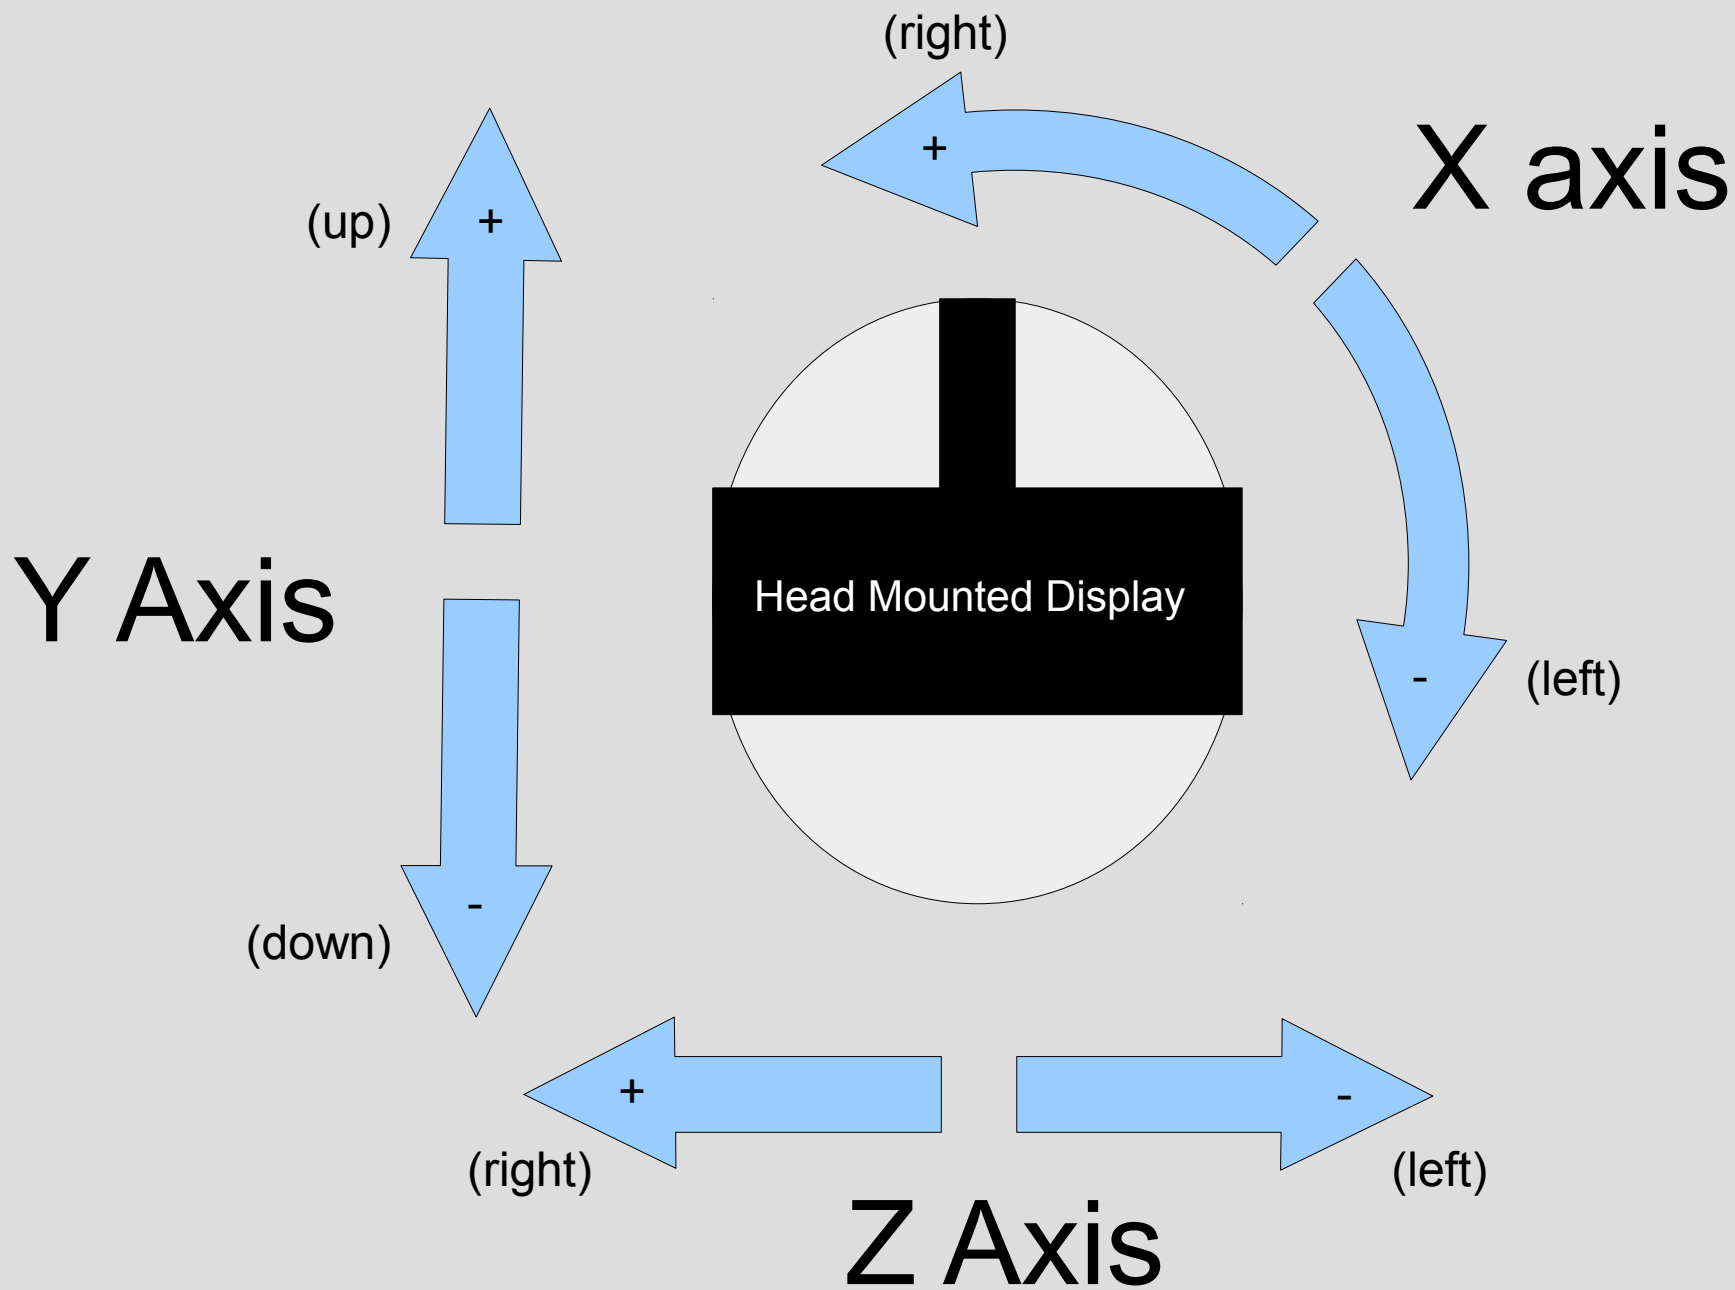 (right)
X axis
(up)
+
+
Head Mounted Display
Y Axis
-
(left)
-
(down)
+
-
(right)
(left)
Z Axis